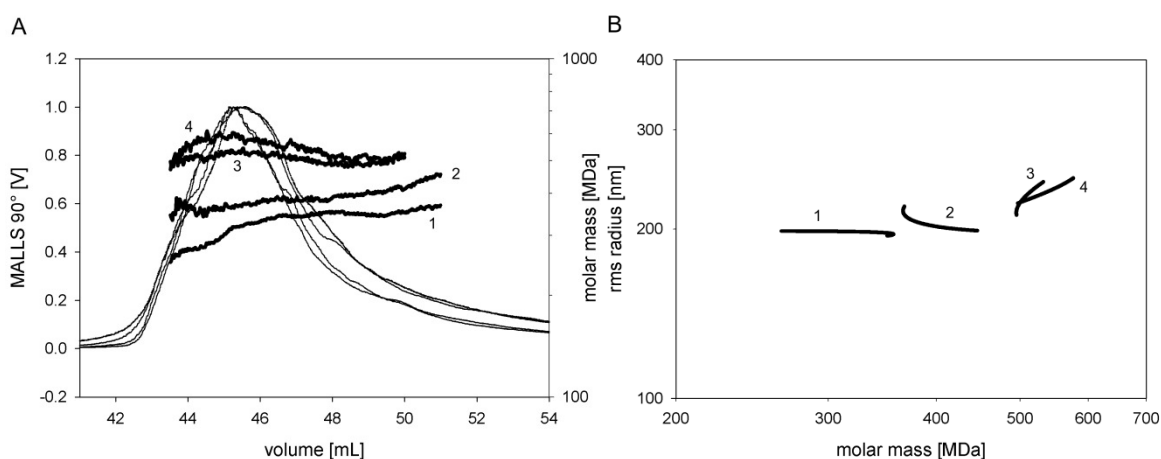 A
B
MALLS 90° [V]
1.2
1.0
0.8
0.6
0.4
0.2
0.0
-0.2
42 44 46 48 50 52 54
volume [mL]
4
3
2
1
1000
100
molar mass [MDa]
rms radius [nm]
400
300
200
100
1
2
3
4
200 300 400 500 600 700
molar mass [MDa]